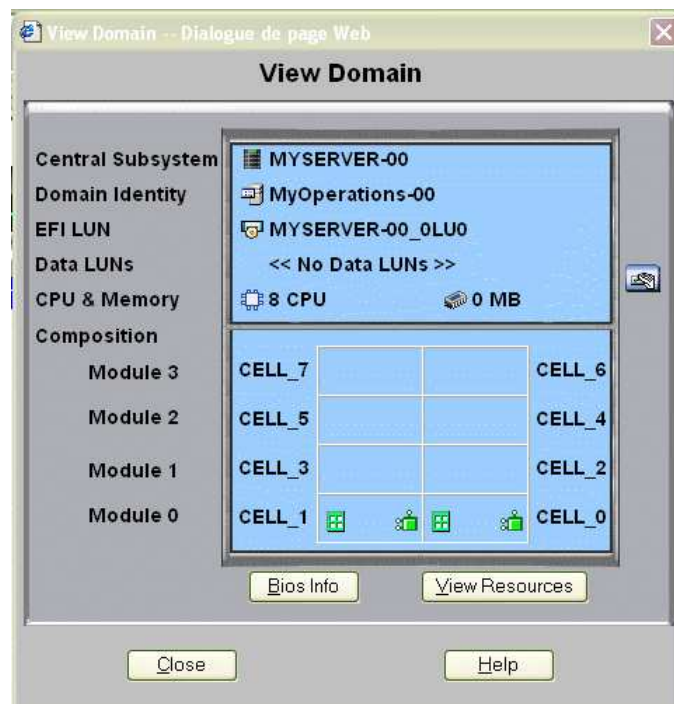 View Domain -- Dialogue de page Web
View Domain
Central Subsystem MYSERVER-00
Domain Identity MyOperations-00
EFI LUN MYSERVER-00_0LU0
Data LUNs << No Data LUNs >>
CPU & Memory 8 CPU 0 MB
Composition
Module 3 CELL_7 CELL_6
Module 2 CELL_5 CELL_4
Module 1 CELL_3 CELL_2
Module 0 CELL_1 CELL_0
Bios Info View Resources
Close Help